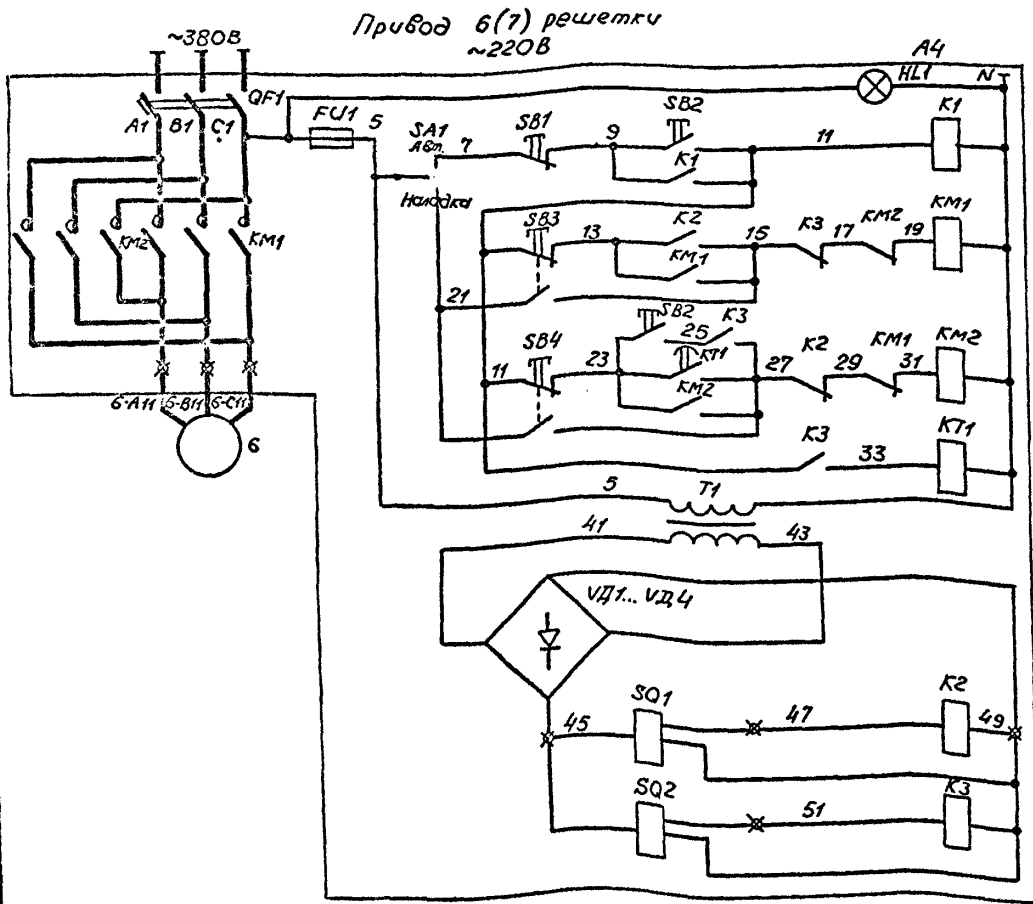 Привод 6(7) решетки
~380В
~220В
А4
HL1
N
QF1
A1
B1
C1
FU1
5
SA1
Авт.
7
SB1
9
SB2
K1
11
K1
Наладка
SB3
13
K2
KM1
15
K3
17
KM2
19
KM1
KM2
KM1
21
SB2
25
K3
SB4
11
23
KT1
KM2
27
K2
29
KM1
31
KM2
K3
33
KT1
6-A11
6-B11
6-C11
6
5
T1
41
43
VД1... VД4
SQ1
45
47
K2
49
SQ2
51
K3